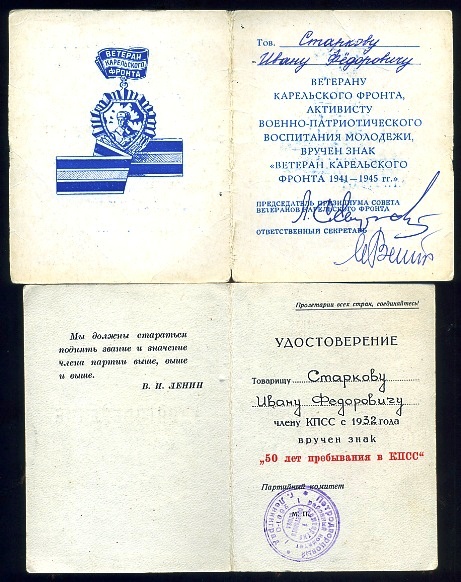 ВЕТЕРАН
КАРЕЛЬСКОГО
ФРОНТА
Тов. Старкову
Ивану Фёдоровичу
ВЕТЕРАНУ
КАРЕЛЬСКОГО ФРОНТА,
АКТИВИСТУ
ВОЕННО-ПАТРИОТИЧЕСКОГО
ВОСПИТАНИЯ МОЛОДЕЖИ,
ВРУЧЕН ЗНАК
«ВЕТЕРАН КАРЕЛЬСКОГО
ФРОНТА 1941—1945 гг.»
ПРЕДСЕДАТЕЛЬ ПРЕЗИДИУМА СОВЕТА
ВЕТЕРАНОВ КАРЕЛЬСКОГО ФРОНТА
ОТВЕТСТВЕННЫЙ СЕКРЕТАРЬ
Мы должны стараться
поднять звание и значение
члена партии выше, выше
и выше.
В. И. ЛЕНИН
Пролетарии всех стран, соединяйтесь!
УДОСТОВЕРЕНИЕ
Товарищу Старкову
Ивану Федоровичу
члену КПСС с 1932 года
вручен знак
„50 лет пребывания в КПСС“
Партийный комитет
М. П.